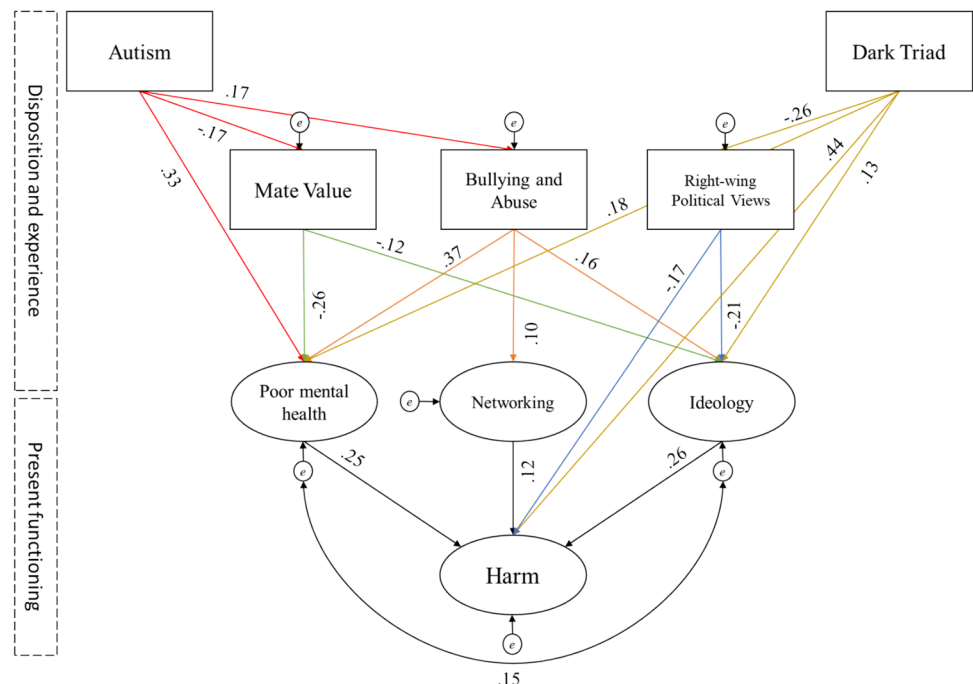 Disposition and experience
Present functioning
Autism
Dark Triad
.17
-.17
.33
-.26
.44
.13
e
e
e
Mate Value
Bullying and
Abuse
Right-wing
Political Views
.18
-.12
.37
.16
-.17
-.26
.10
-.21
Poor mental
health
e
Networking
Ideology
.25
.12
.26
e
e
Harm
e
.15